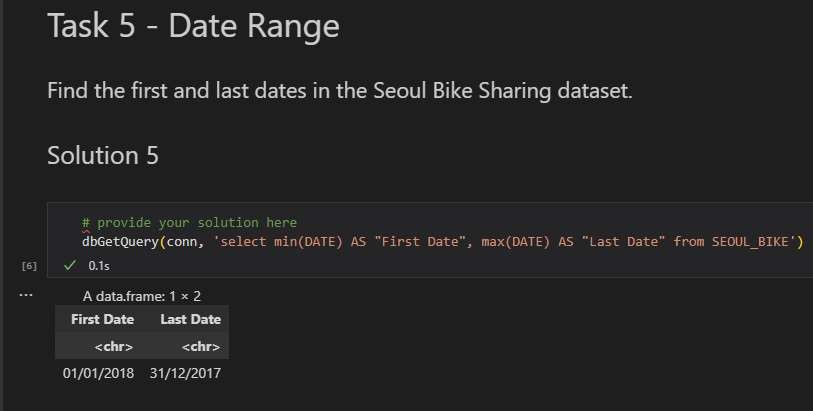 Task 5 - Date Range
Find the first and last dates in the Seoul Bike Sharing dataset.
Solution 5
# provide your solution here
dbGetQuery(conn, 'select min(DATE) AS "First Date", max(DATE) AS "Last Date" from SEOUL_BIKE')
[6] ✓ 0.1s
... A data.frame: 1 × 2
First Date Last Date
<chr> <chr>
01/01/2018 31/12/2017